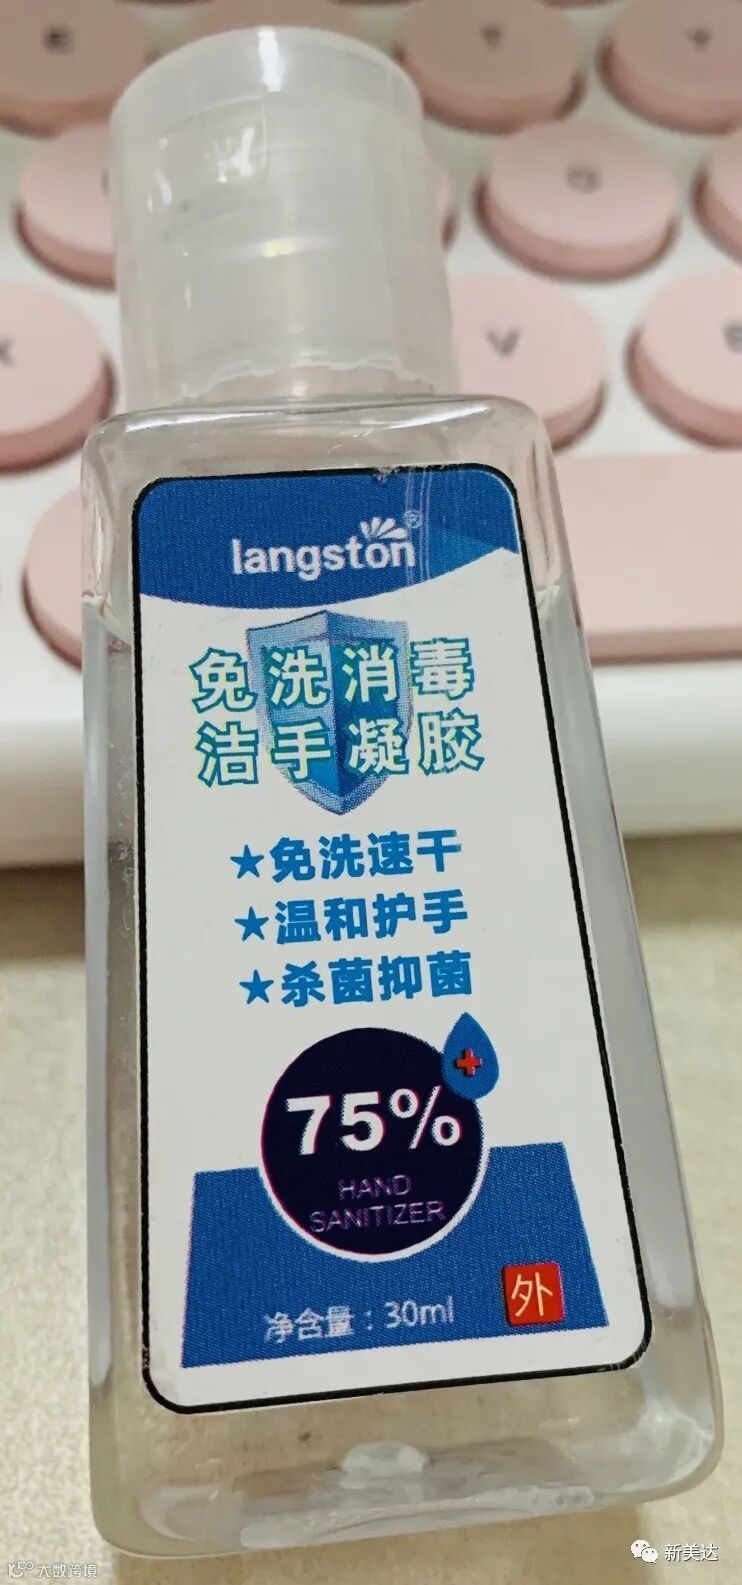 E
T
Y
G
V
B
langston®
免洗消毒
洁手凝胶
★免洗速干
★温和护手
★杀菌抑菌
75%
HAND
SANITIZER
外
净含量：30ml
新美达
大数跨境